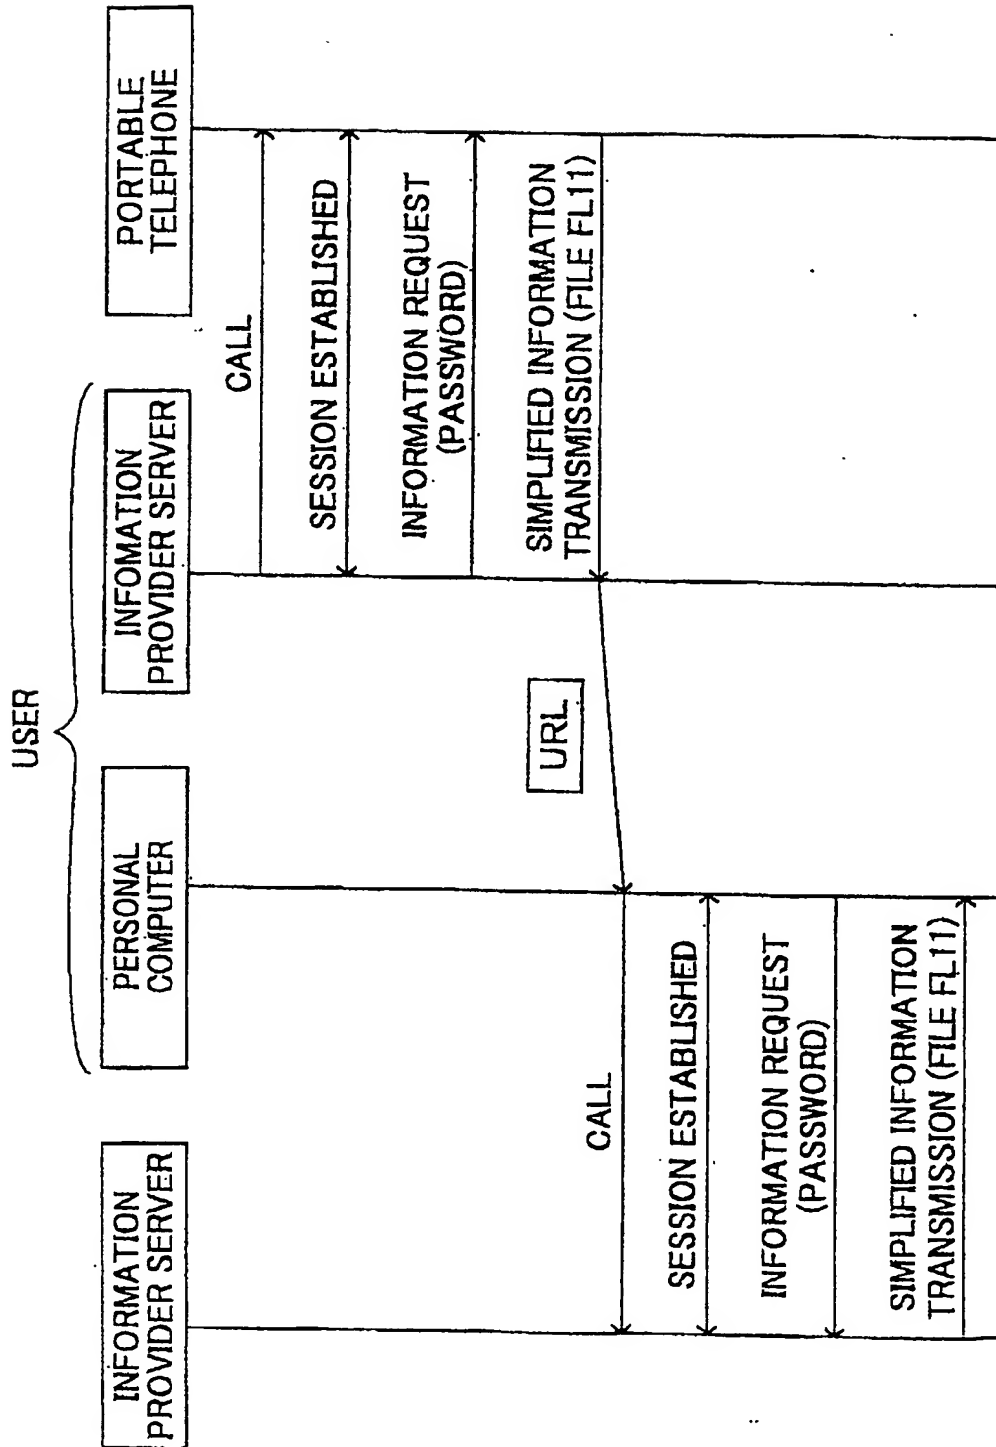 USER
INFORMATION
PROVIDER SERVER
PERSONAL
COMPUTER
INFOMATION
PROVIDER SERVER
PORTABLE
TELEPHONE
CALL
SESSION ESTABLISHED
INFORMATION REQUEST
(PASSWORD)
SIMPLIFIED INFORMATION
TRANSMISSION (FILE FL11)
URL
CALL
SESSION ESTABLISHED
INFORMATION REQUEST
(PASSWORD)
SIMPLIFIED INFORMATION
TRANSMISSION (FILE FL11)